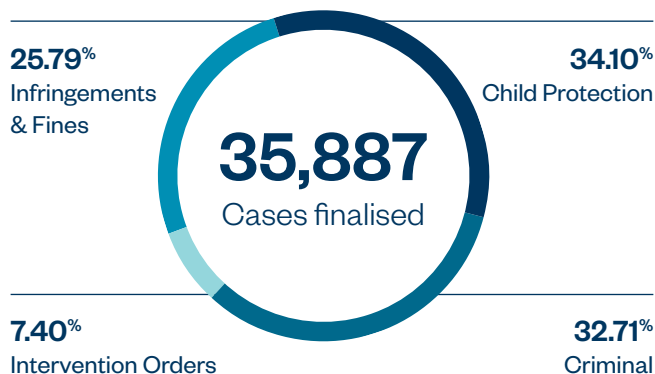 25.79%
Infringements
& Fines
34.10%
Child Protection
35,887
Cases finalised
7.40%
Intervention Orders
32.71%
Criminal